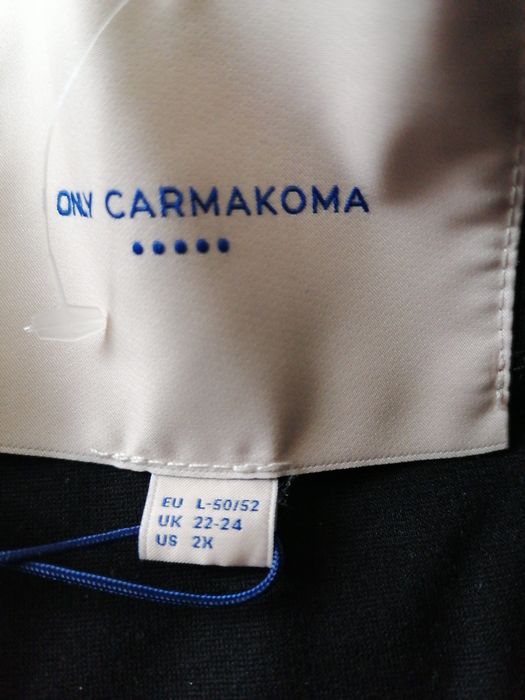 ONLY CARMAKOMA
EU L-50/52
UK 22-24
US 2X